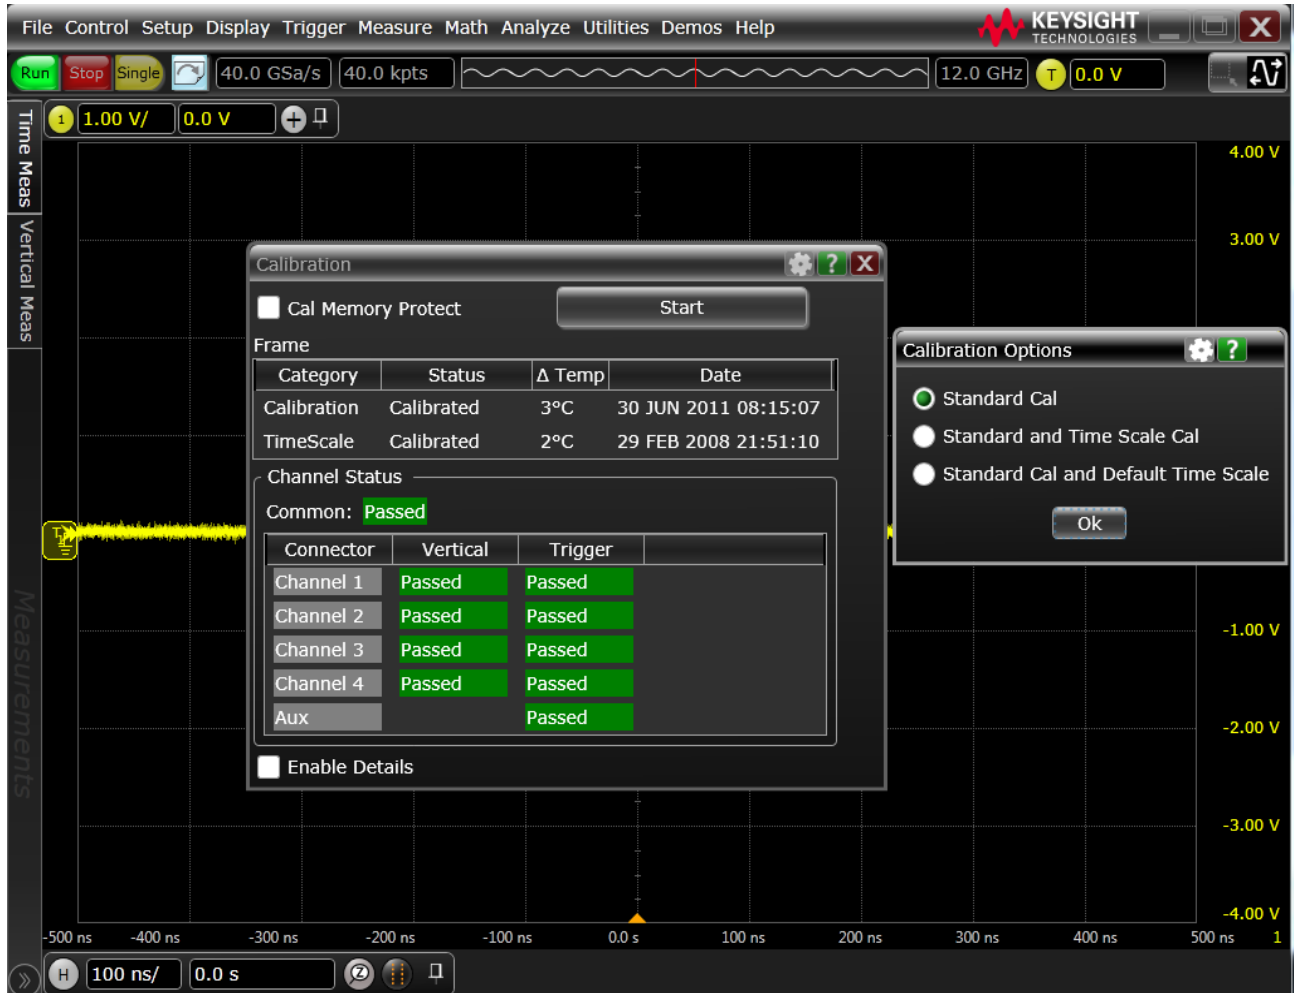 File Control Setup Display Trigger Measure Math Analyze Utilities Demos Help
KEYSIGHT
TECHNOLOGIES
Run Stop Single 40.0 GSa/s 40.0 kpts 12.0 GHz T 0.0 V
1 1.00 V/ 0.0 V
Time Meas
Vertical Meas
Measurements
4.00 V
3.00 V
Calibration
?
Cal Memory Protect
Start
Frame
Category Status Δ Temp Date
Calibration Calibrated 3°C 30 JUN 2011 08:15:07
TimeScale Calibrated 2°C 29 FEB 2008 21:51:10
Channel Status
Common: Passed
Connector Vertical Trigger
Channel 1 Passed Passed
Channel 2 Passed Passed
Channel 3 Passed Passed
Channel 4 Passed Passed
Aux Passed
Enable Details
Calibration Options
?
Standard Cal
Standard and Time Scale Cal
Standard Cal and Default Time Scale
Ok
T
-1.00 V
-2.00 V
-3.00 V
-4.00 V
-500 ns -400 ns -300 ns -200 ns -100 ns 0.0 s 100 ns 200 ns 300 ns 400 ns 500 ns 1
H 100 ns/ 0.0 s Z